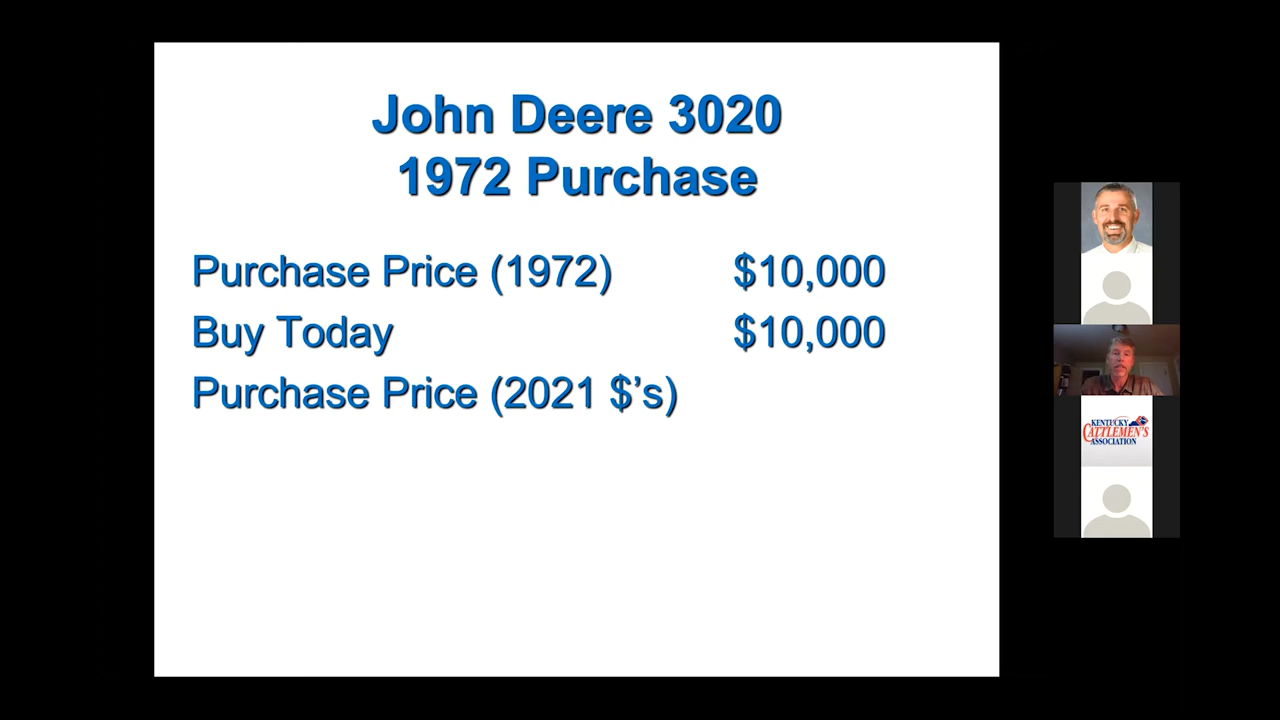 John Deere 3020
1972 Purchase
Purchase Price (1972) $10,000
Buy Today $10,000
Purchase Price (2021 $’s)
KENTUCKY
CATTLEMEN'S
ASSOCIATION